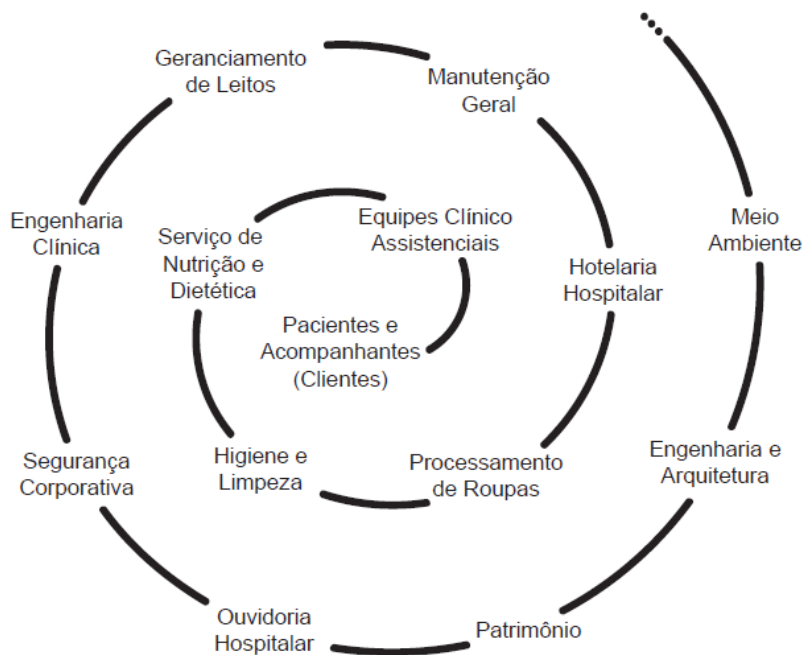 Geranciamento
de Leitos
Manutenção
Geral
Engenharia
Clínica
Serviço de
Nutrição e
Dietética
Equipes Clínico
Assistenciais
Meio
Ambiente
Hotelaria
Hospitalar
Pacientes e
Acompanhantes
(Clientes)
Segurança
Corporativa
Higiene e
Limpeza
Processamento
de Roupas
Engenharia e
Arquitetura
Ouvidoria
Hospitalar
Patrimônio